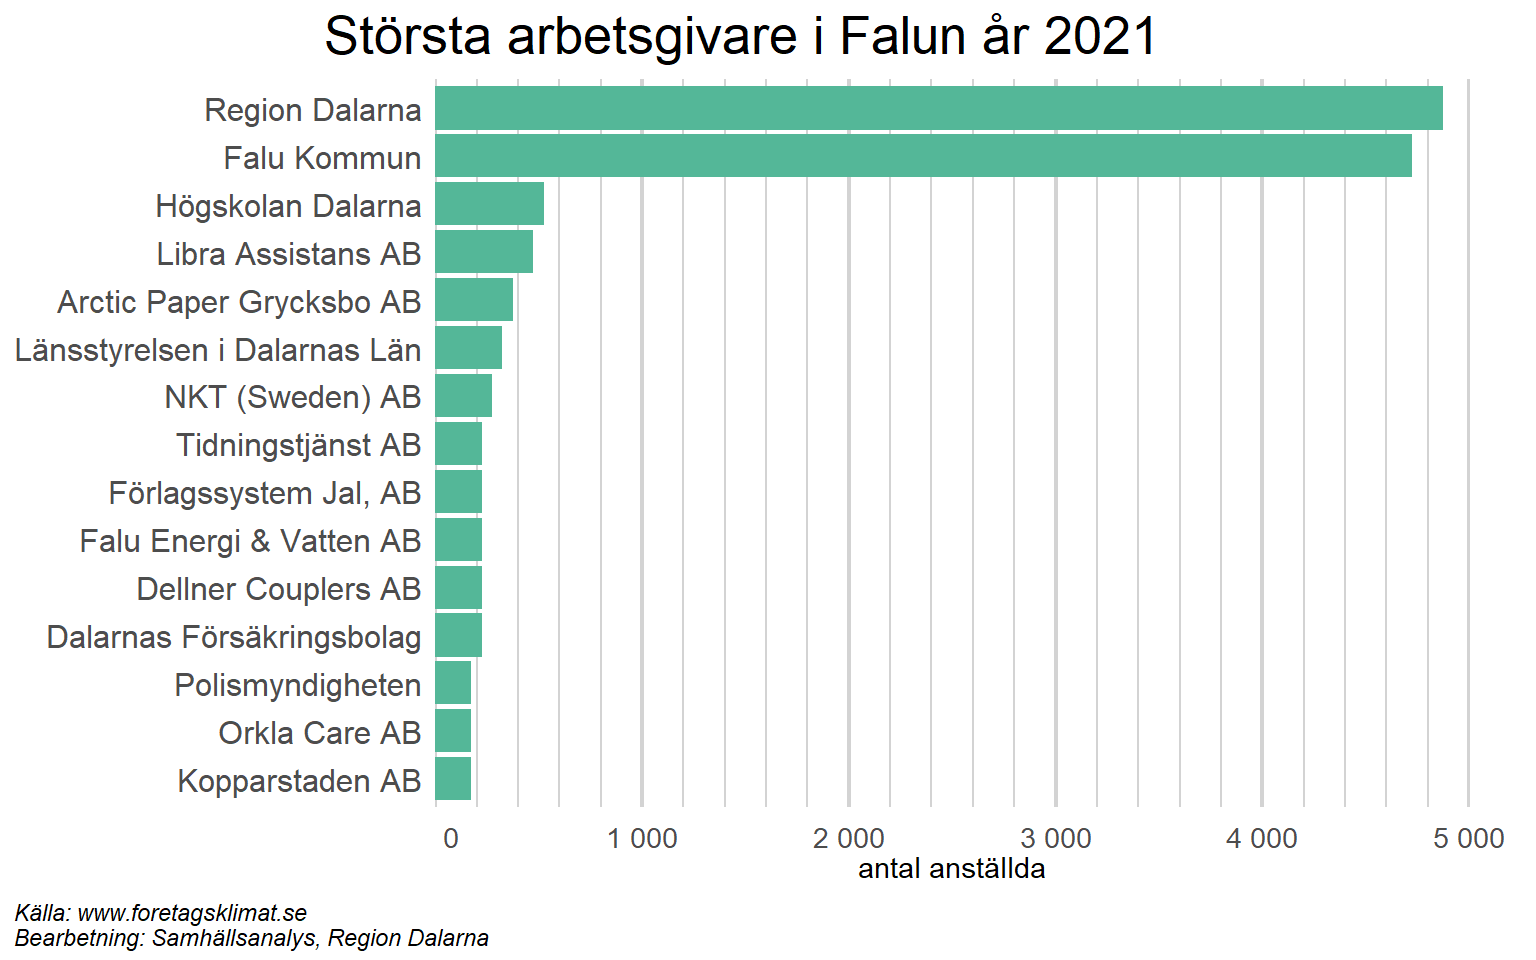 Största arbetsgivare i Falun år 2021
Region Dalarna
Falu Kommun
Högskolan Dalarna
Libra Assistans AB
Arctic Paper Grycksbo AB
Länsstyrelsen i Dalarnas Län
NKT (Sweden) AB
Tidningstjänst AB
Förlagssystem Jal, AB
Falu Energi & Vatten AB
Dellner Couplers AB
Dalarnas Försäkringsbolag
Polismyndigheten
Orkla Care AB
Kopparstaden AB
0 1 000 2 000 3 000 4 000 5 000
antal anställda
Källa: www.foretagsklimat.se
Bearbetning: Samhällsanalys, Region Dalarna